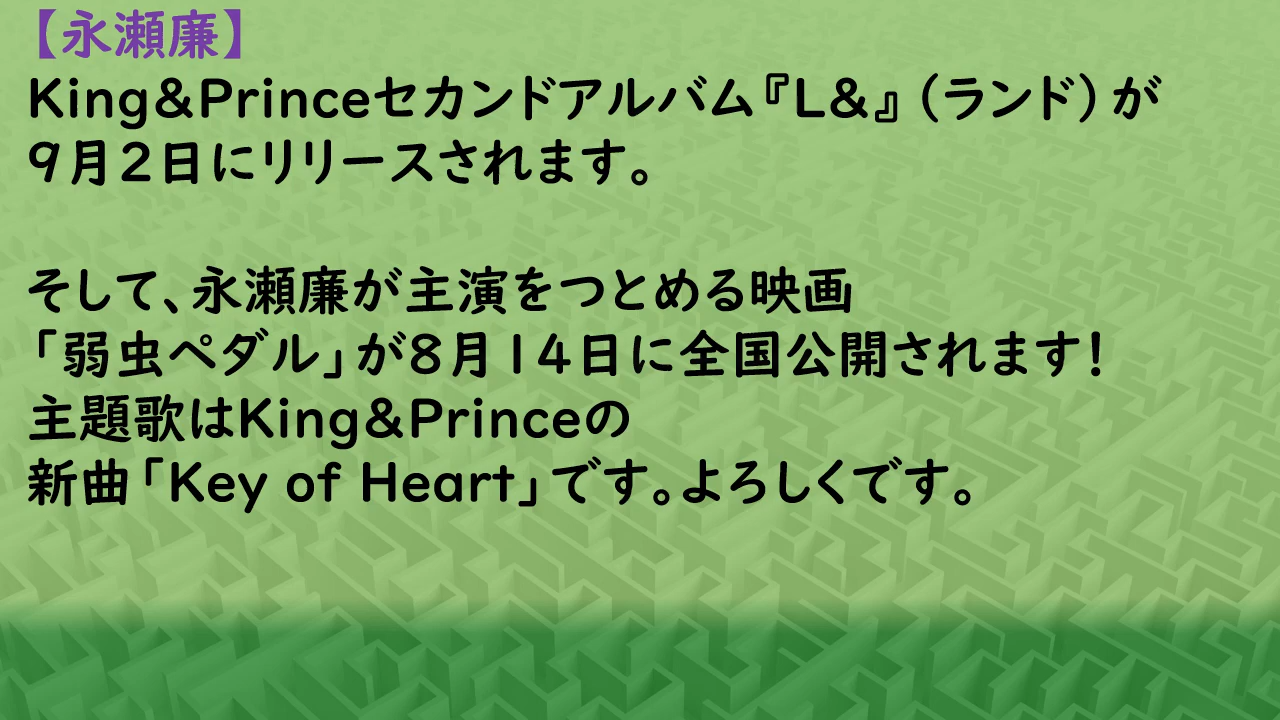 【永瀬廉】
King&Princeセカンドアルバム『L&』（ランド）が
９月２日にリリースされます。
そして、永瀬廉が主演をつとめる映画
「弱虫ペダル」が８月１４日に全国公開されます！
主題歌はKing&Princeの
新曲「Key of Heart」です。よろしくです。